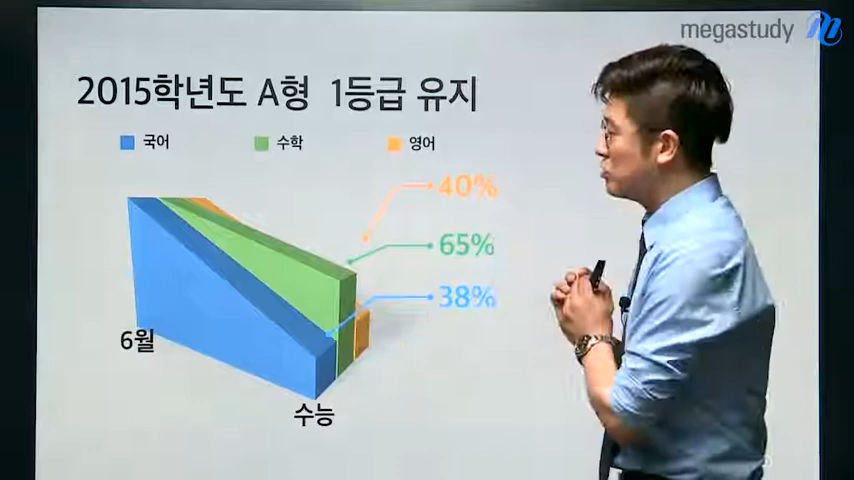 megastudy
2015학년도 A형 1등급 유지
국어 수학 영어
40%
65%
38%
6월
수능